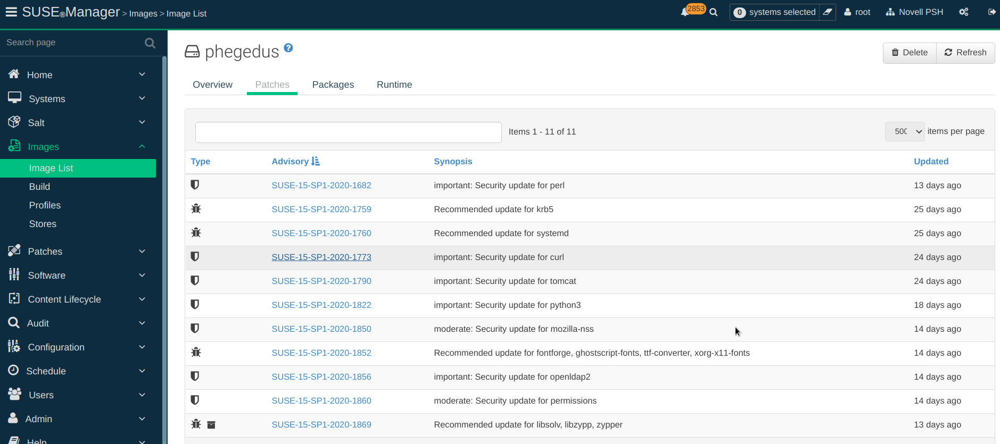 SUSE®Manager > Images > Image List
2853
0 systems selected
root
Novell PSH
Search page
Home
Systems
Salt
Images
Image List
Build
Profiles
Stores
Patches
Software
Content Lifecycle
Audit
Configuration
Schedule
Users
Admin
Help
phegedus ?
Delete
Refresh
Overview Patches Packages Runtime
Items 1 - 11 of 11
500 items per page
Type Advisory Synopsis Updated
SUSE-15-SP1-2020-1682 important: Security update for perl 13 days ago
SUSE-15-SP1-2020-1759 Recommended update for krb5 25 days ago
SUSE-15-SP1-2020-1760 Recommended update for systemd 25 days ago
SUSE-15-SP1-2020-1773 important: Security update for curl 24 days ago
SUSE-15-SP1-2020-1790 important: Security update for tomcat 24 days ago
SUSE-15-SP1-2020-1822 important: Security update for python3 18 days ago
SUSE-15-SP1-2020-1850 moderate: Security update for mozilla-nss 14 days ago
SUSE-15-SP1-2020-1852 Recommended update for fontforge, ghostscript-fonts, ttf-converter, xorg-x11-fonts 14 days ago
SUSE-15-SP1-2020-1856 important: Security update for openldap2 14 days ago
SUSE-15-SP1-2020-1860 moderate: Security update for permissions 14 days ago
SUSE-15-SP1-2020-1869 Recommended update for libsolv, libzypp, zypper 13 days ago